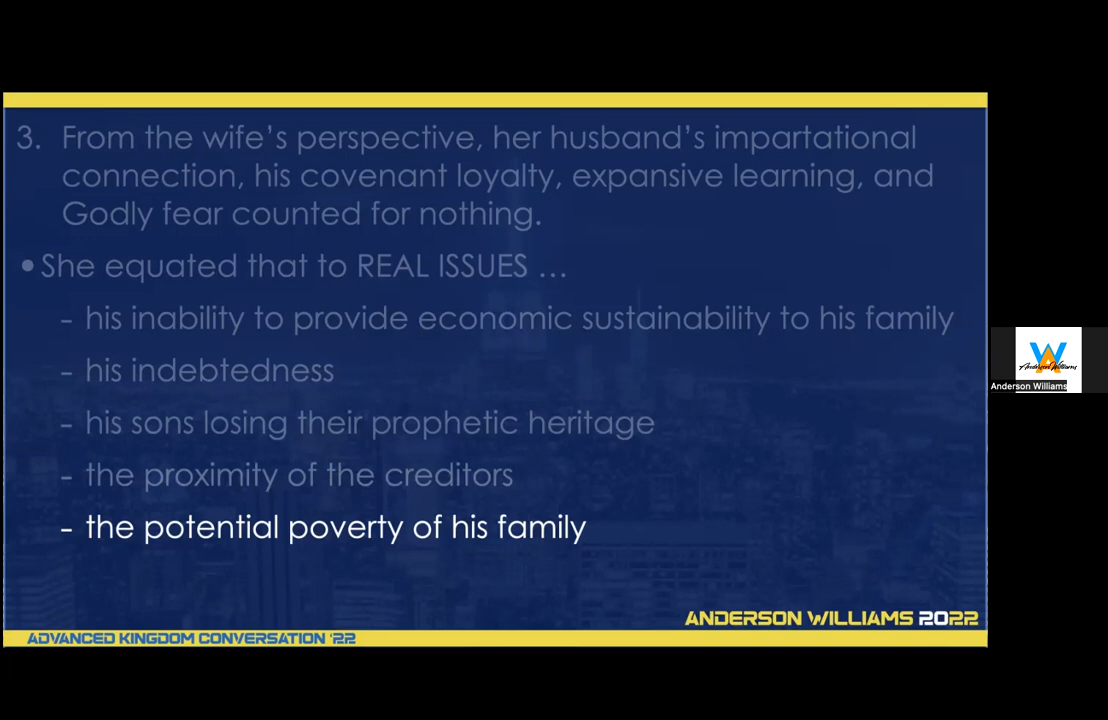 3. From the wife's perspective, her husband's impartational
connection, his covenant loyalty, expansive learning, and
Godly fear counted for nothing.
•She equated that to REAL ISSUES …
- his inability to provide economic sustainability to his family
- his indebtedness
- his sons losing their prophetic heritage
- the proximity of the creditors
- the potential poverty of his family
ANDERSON WILLIAMS 2022
ADVANCED KINGDOM CONVERSATION '22
Anderson Williams
Anderson Williams